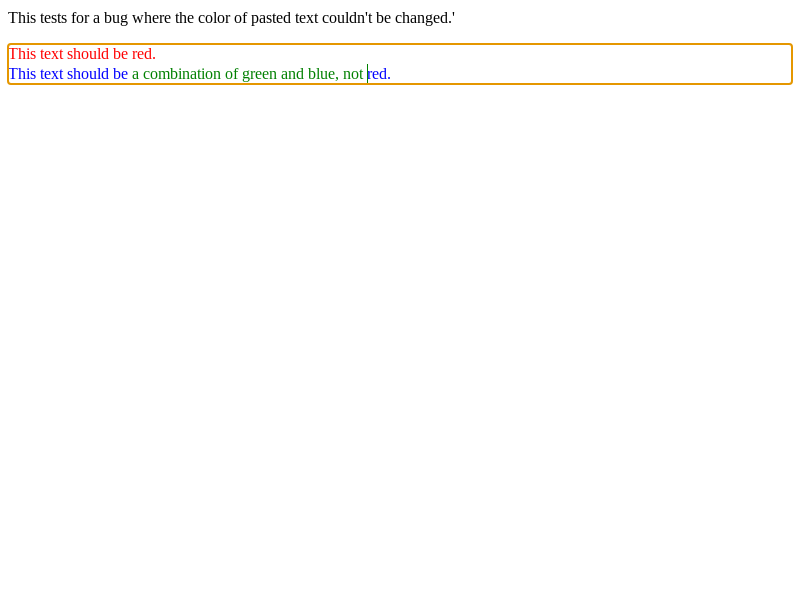 This tests for a bug where the color of pasted text couldn't be changed.'
This text should be red.
This text should be a combination of green and blue, not red.